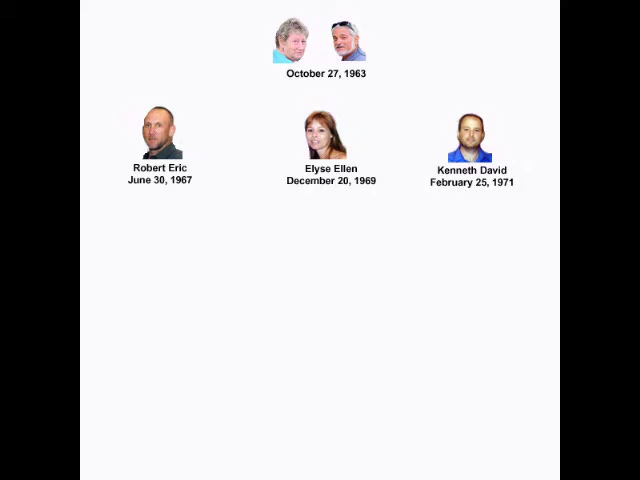 October 27, 1963
Robert Eric
June 30, 1967
Elyse Ellen
December 20, 1969
Kenneth David
February 25, 1971